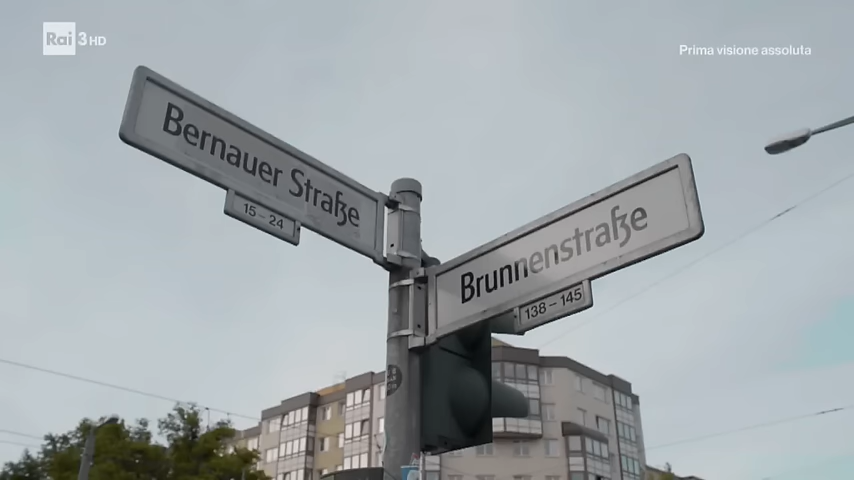 Rai 3 HD
Prima visione assoluta
Bernauer Straße
15 – 24
Brunnenstraße
138 – 145